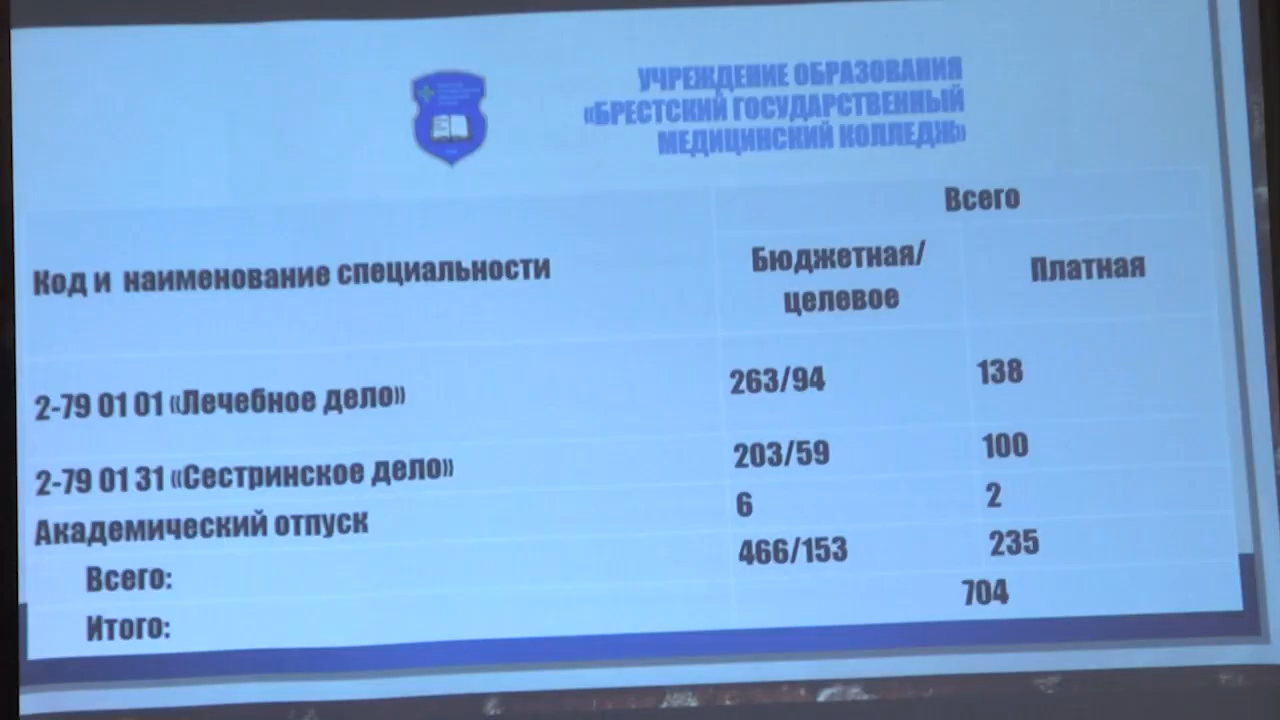 УЧРЕЖДЕНИЕ ОБРАЗОВАНИЯ
«БРЕСТСКИЙ ГОСУДАРСТВЕННЫЙ
МЕДИЦИНСКИЙ КОЛЛЕДЖ»
Всего
Код и наименование специальности
Бюджетная/
целевое
Платная
2-79 01 01 «Лечебное дело» 263/94 138
2-79 01 31 «Сестринское дело» 203/59 100
Академический отпуск 6 2
Всего: 466/153 235
Итого: 704